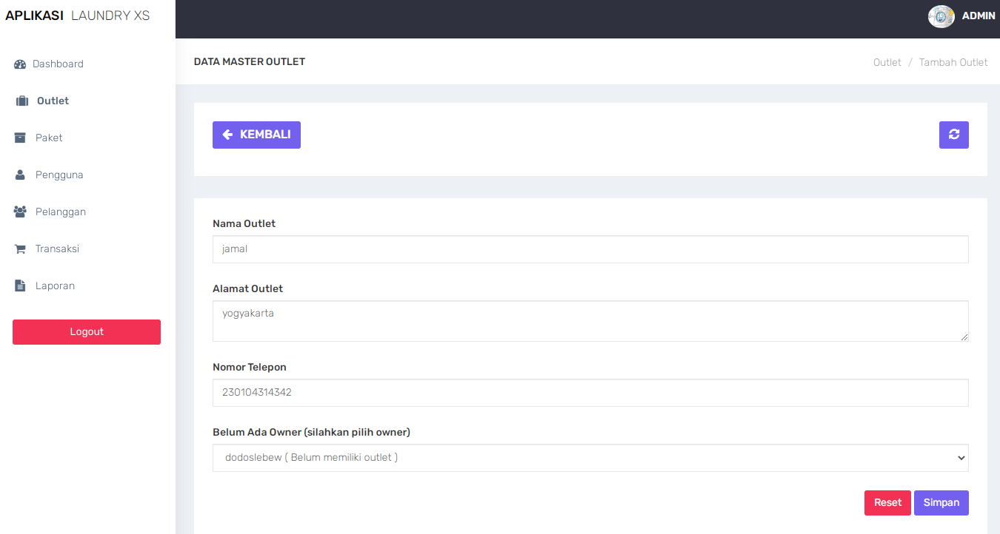 APLIKASI LAUNDRY XS
ADMIN
Dashboard
Outlet
Paket
Pengguna
Pelanggan
Transaksi
Laporan
Logout
DATA MASTER OUTLET
Outlet / Tambah Outlet
KEMBALI
Nama Outlet
jamal
Alamat Outlet
yogyakarta
Nomor Telepon
230104314342
Belum Ada Owner (silahkan pilih owner)
dodoslebew ( Belum memiliki outlet )
Reset Simpan